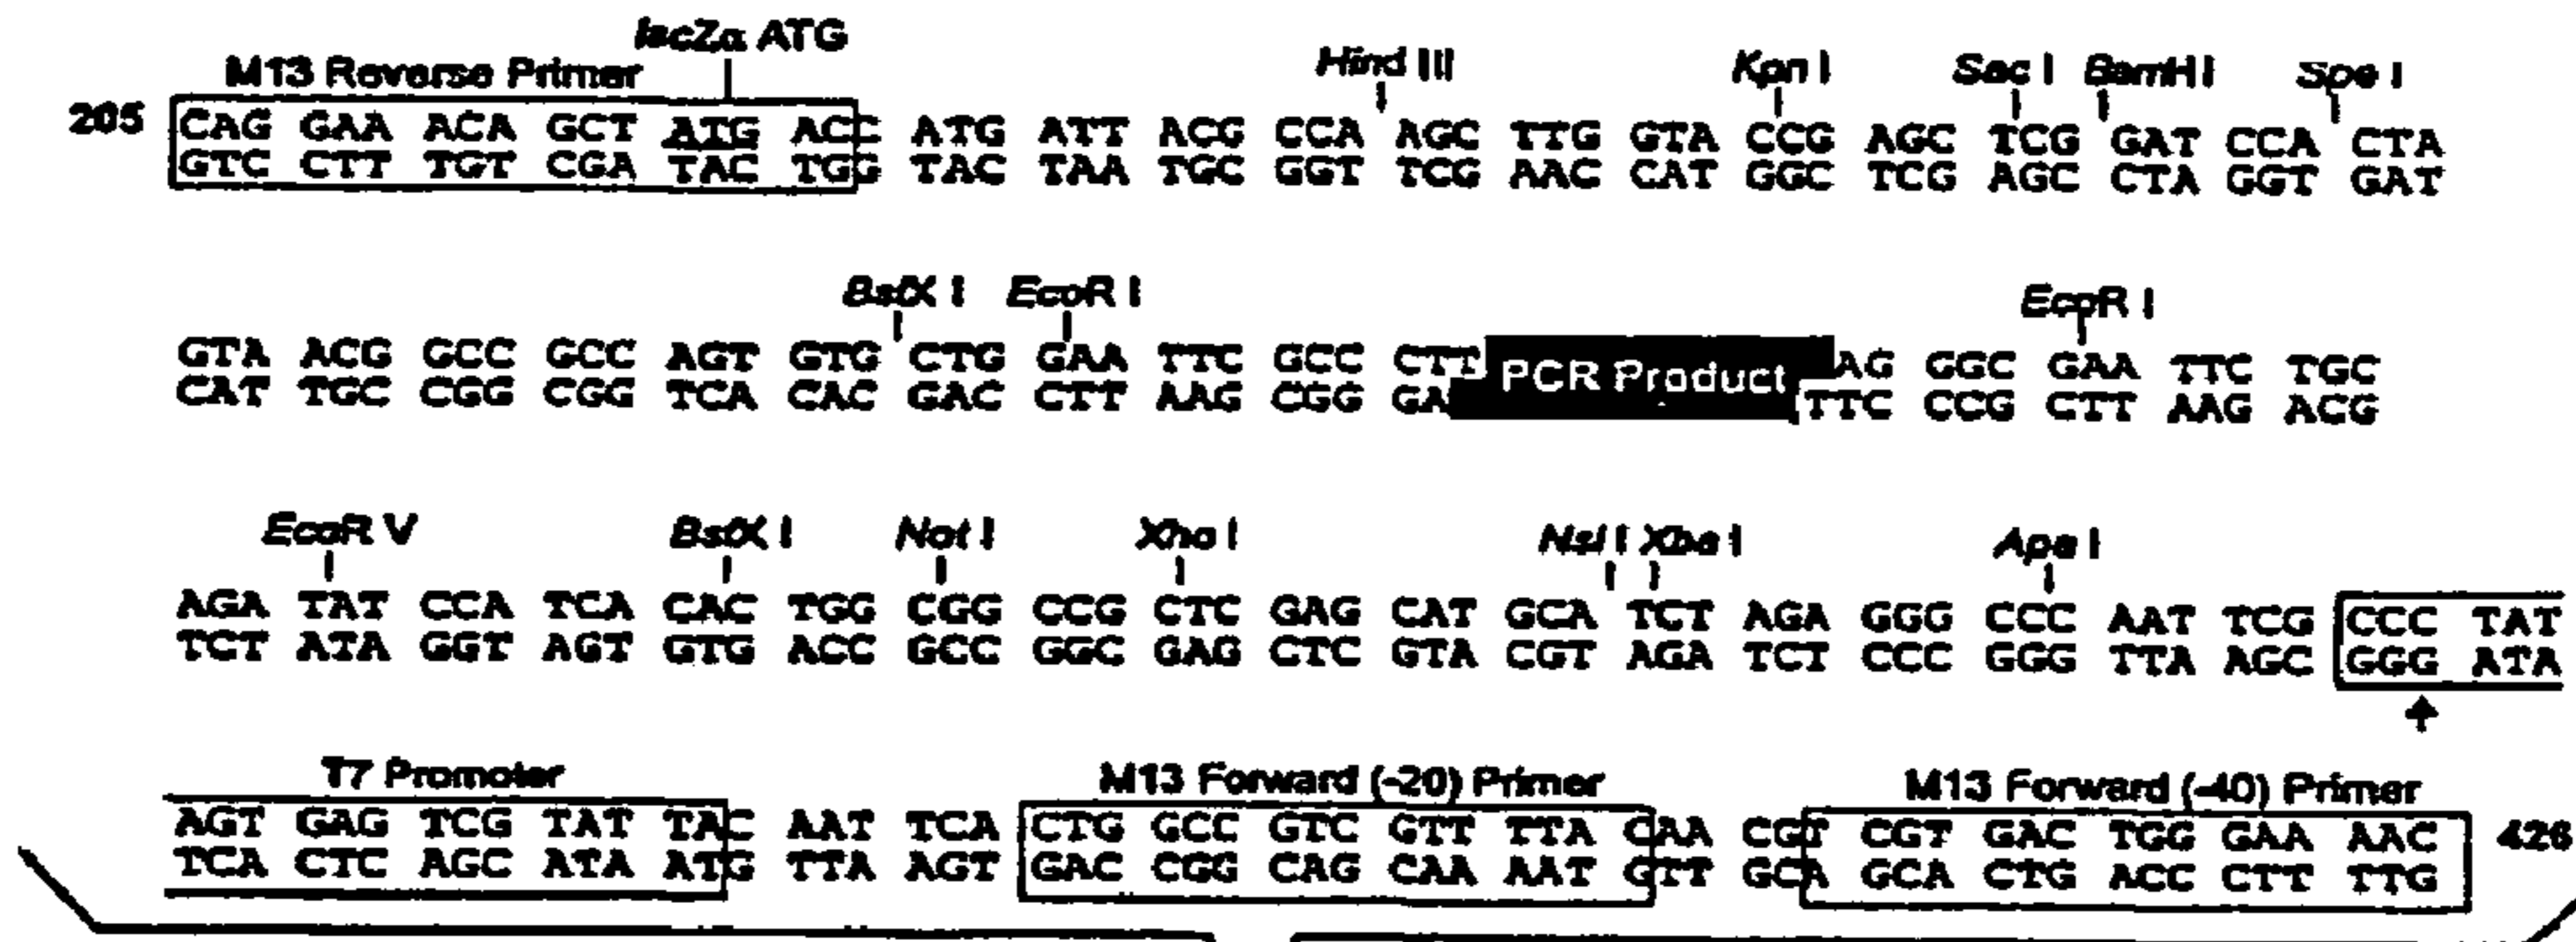 lacZα ATG
M13 Reverse Primer Hind III Kpn I Sac I BamH I Spe I
205 CAG GAA ACA GCT ATG ACC ATG ATT ACG CCA AGC TTG GTA CCG AGC TCG GAT CCA CTA
GTC CTT TGT CGA TAC TGG TAC TAA TGC GGT TCG AAC CAT GGC TCG AGC CTA GGT GAT
BstX I EcoR I EcoR I
GTA ACG GCC GCC AGT GTG CTG GAA TTC GCC CTT PCR Product AG GGC GAA TTC TGC
CAT TGC CGG CGG TCA CAC GAC CTT AAG CGG GA TTC CCG CTT AAG ACG
EcoR V BstX I Not I Xho I Nsi I Xba I Apa I
AGA TAT CCA TCA CAC TGG CGG CCG CTC GAG CAT GCA TCT AGA GGG CCC AAT TCG CCC TAT
TCT ATA GGT AGT GTG ACC GCC GGC GAG CTC GTA CGT AGA TCT CCC GGG TTA AGC GGG ATA
T7 Promoter M13 Forward (-20) Primer M13 Forward (-40) Primer
AGT GAG TCG TAT TAC AAT TCA CTG GCC GTC GTT TTA CAA CGT CGT GAC TGG GAA AAC 426
TCA CTC AGC ATA ATG TTA AGT GAC CGG CAG CAA AAT GTT GCA GCA CTG ACC CTT TTG